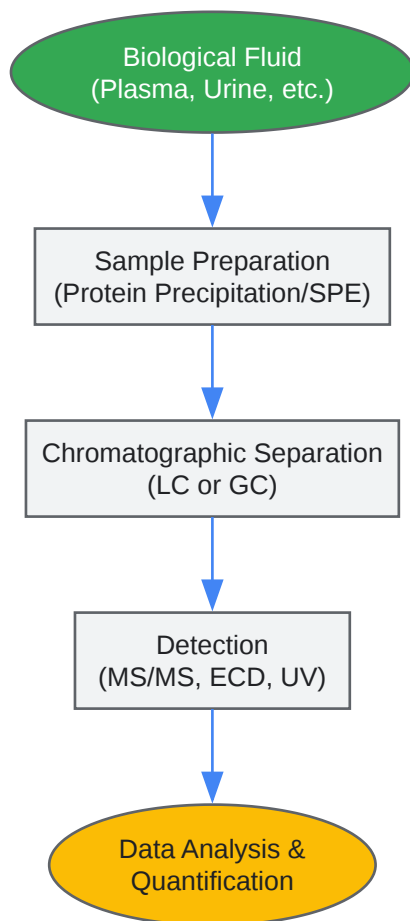 Biological Fluid
(Plasma, Urine, etc.)
Sample Preparation
(Protein Precipitation/SPE)
Chromatographic Separation
(LC or GC)
Detection
(MS/MS, ECD, UV)
Data Analysis &
Quantification